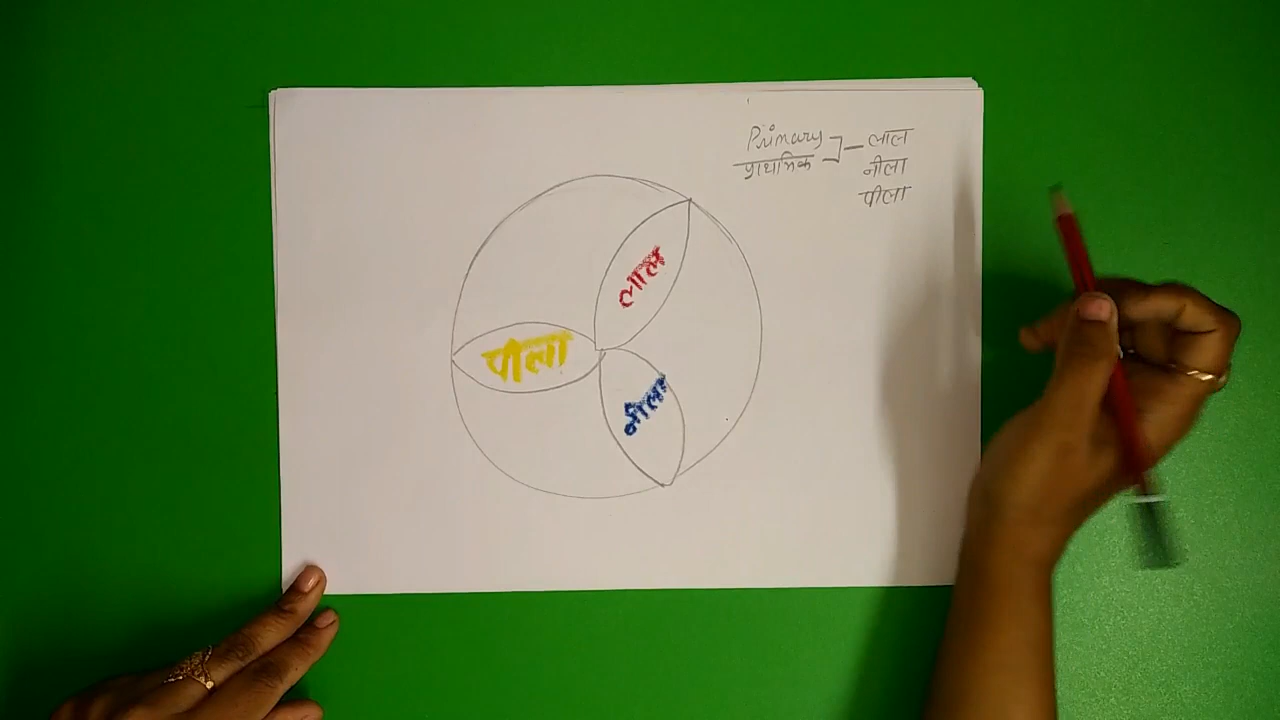 Primary ]- लाल
प्राथमिक नीला
पीला
लाल
पीला
नीला